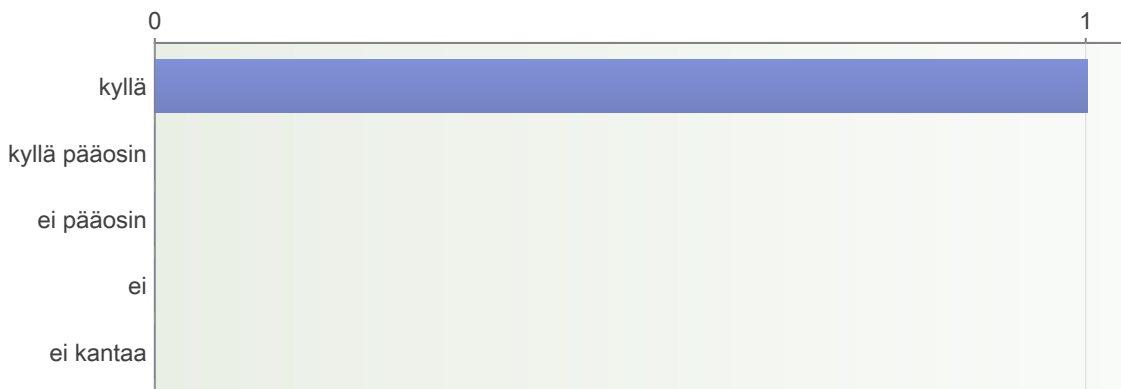 0 1
kyllä
kyllä pääosin
ei pääosin
ei
ei kantaa